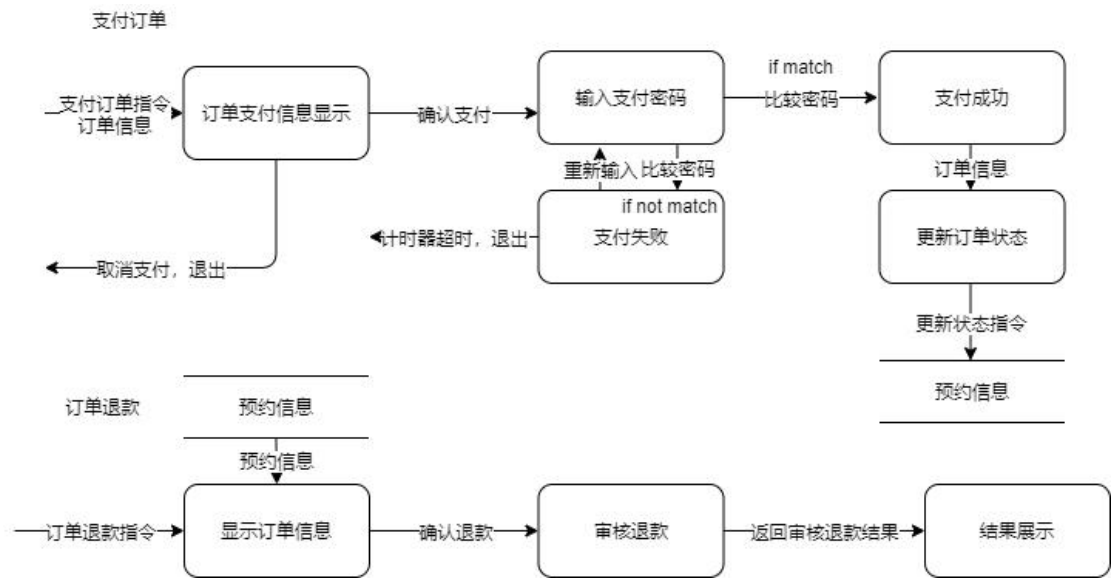 支付订单
支付订单指令
订单信息
订单支付信息显示
确认支付
输入支付密码
if match
比较密码
支付成功
重新输入
比较密码
订单信息
if not match
支付失败
计时器超时，退出
更新订单状态
取消支付，退出
更新状态指令
预约信息
订单退款
预约信息
预约信息
订单退款指令
显示订单信息
确认退款
审核退款
返回审核退款结果
结果展示